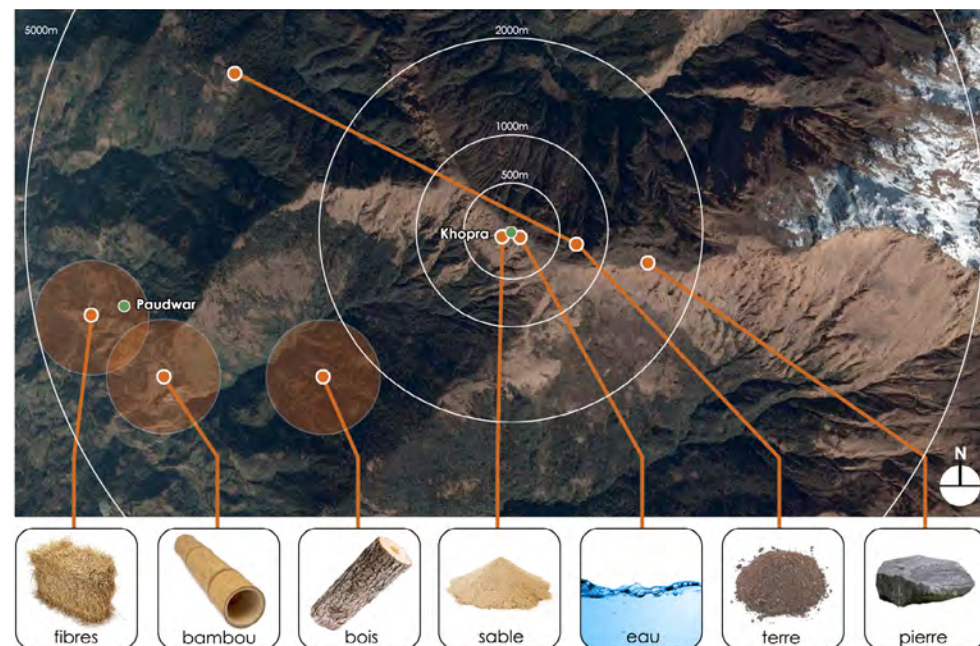 5000m
2000m
1000m
500m
Khopra
Paudwar
N
fibres
bambou
bois
sable
eau
terre
pierre